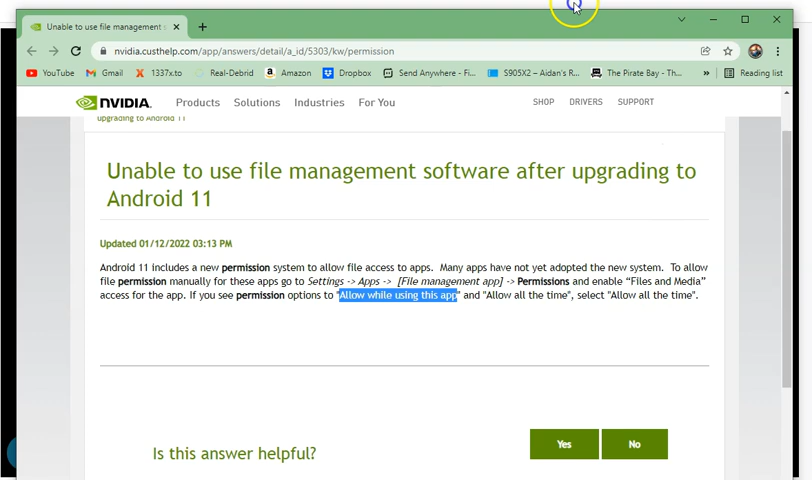 Unable to use file management s
nvidia.custhelp.com/app/answers/detail/a_id/5303/kw/permission
YouTube Gmail 1337x.to Real-Debrid Amazon Dropbox Send Anywhere - Fi... S905X2 – Aidan's R... The Pirate Bay - Th... » Reading list
NVIDIA. Products Solutions Industries For You SHOP DRIVERS SUPPORT
upgrading to Android 11
Unable to use file management software after upgrading to
Android 11
Updated 01/12/2022 03:13 PM
Android 11 includes a new permission system to allow file access to apps. Many apps have not yet adopted the new system. To allow
file permission manually for these apps go to Settings -> Apps -> [File management app] -> Permissions and enable “Files and Media”
access for the app. If you see permission options to "Allow while using this app" and "Allow all the time", select "Allow all the time".
Is this answer helpful? Yes No